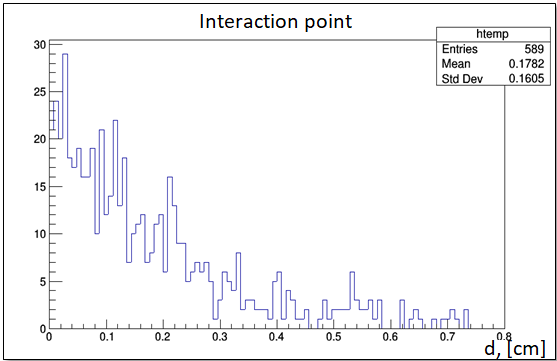 Interaction point
htemp
Entries 589
Mean 0.1782
Std Dev 0.1605
30
25
20
15
10
5
0
0 0.1 0.2 0.3 0.4 0.5 0.6 0.7 0.8
d, [cm]